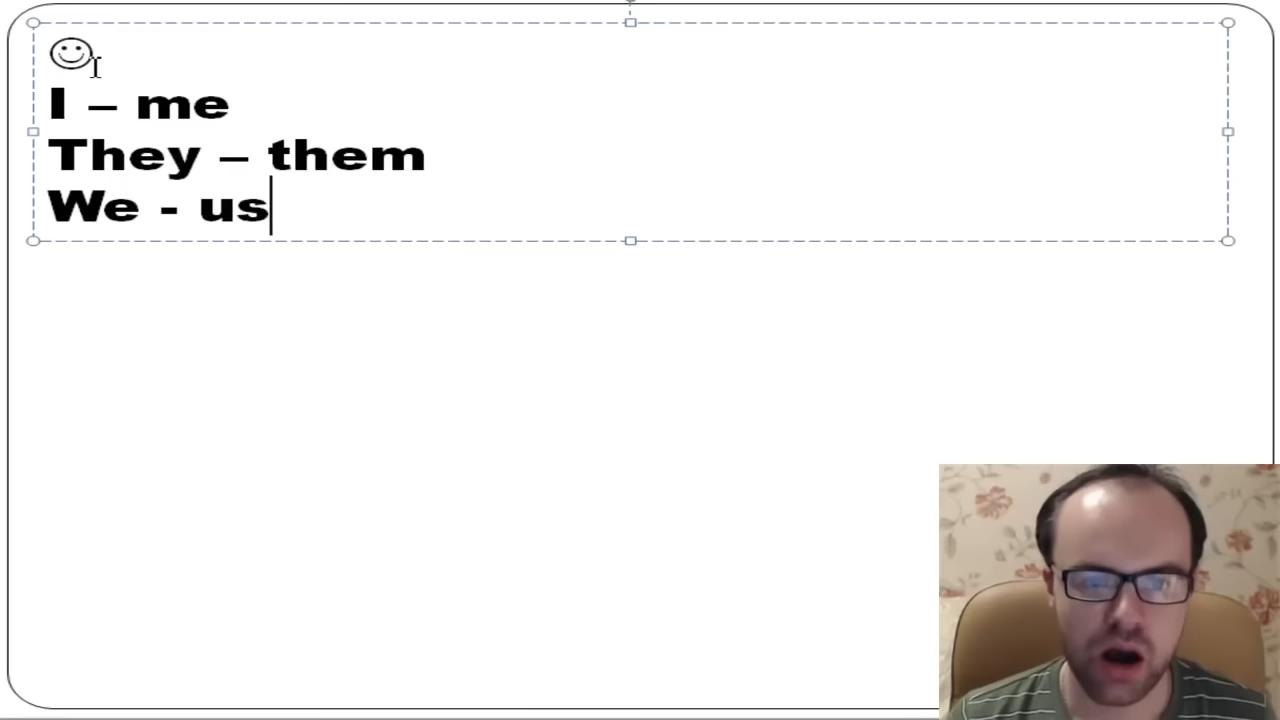 ☺
I – me
They – them
We - us